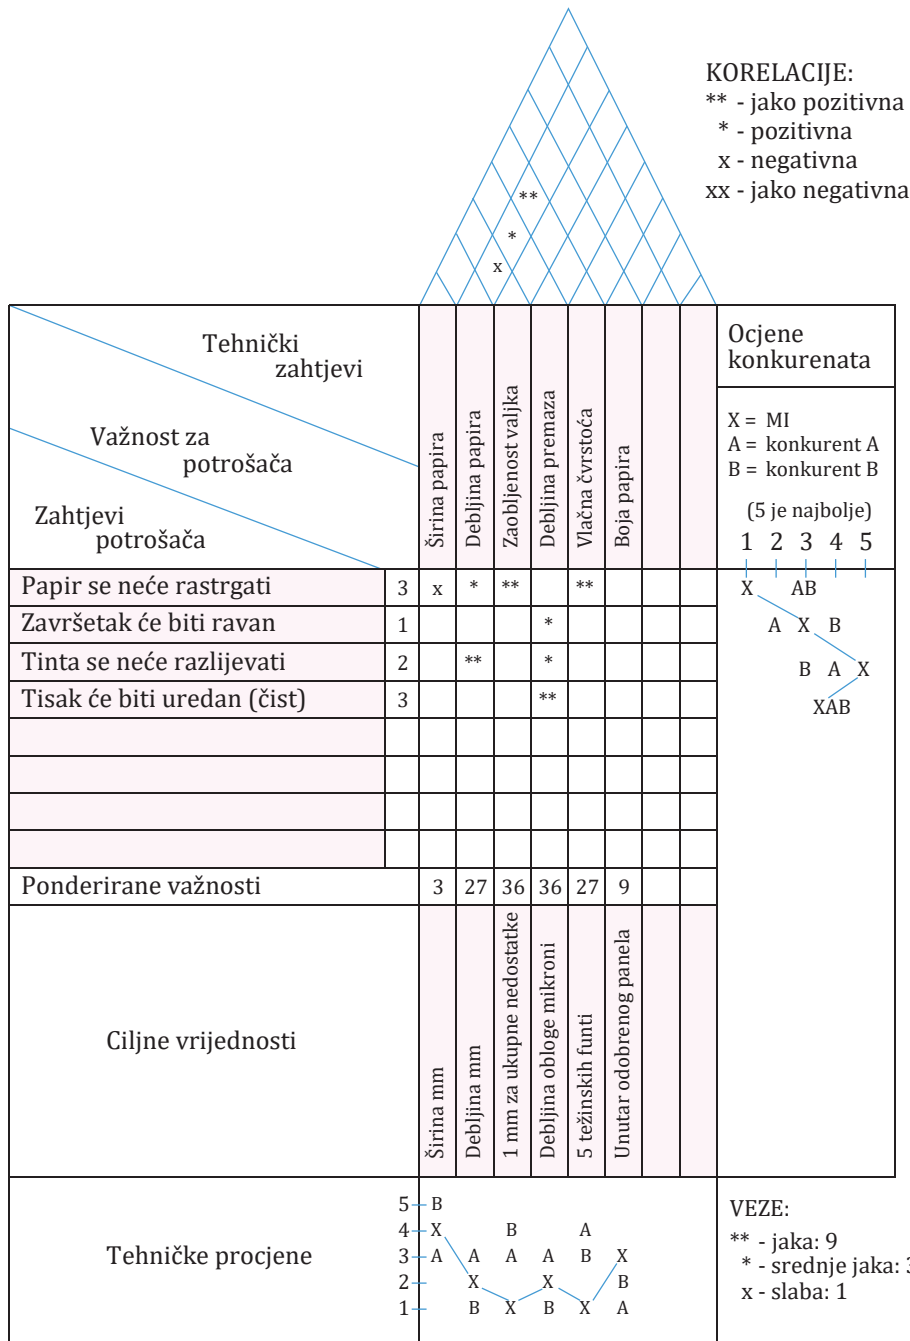 KORELACIJE:
** - jako pozitivna
* - pozitivna
x - negativna
xx - jako negativna
**
*
x
Tehnički
zahtjevi
Važnost za
potrošača
Zahtjevi
potrošača
Širina papira
Debljina papira
Zaobljenost valjka
Debljina premaza
Vlačna čvrstoća
Boja papira
Ocjene
konkurenata
X = MI
A = konkurent A
B = konkurent B
(5 je najbolje)
1 2 3 4 5
Papir se neće rastrgati 3 x * ** ** X AB
Završetak će biti ravan 1 * A X B
Tinta se neće razlijevati 2 ** * B A X
Tisak će biti uredan (čist) 3 ** XAB
Ponderirane važnosti 3 27 36 36 27 9
Ciljne vrijednosti
Širina mm
Debljina mm
1 mm za ukupne nedostatke
Debljina obloge mikroni
5 težinskih funti
Unutar odobrenog panela
Tehničke procjene
5 B
4 X B A
3 A A A A B X
2 X X B
1 B X B X A
VEZE:
** - jaka: 9
* - srednje jaka:
x - slaba: 1